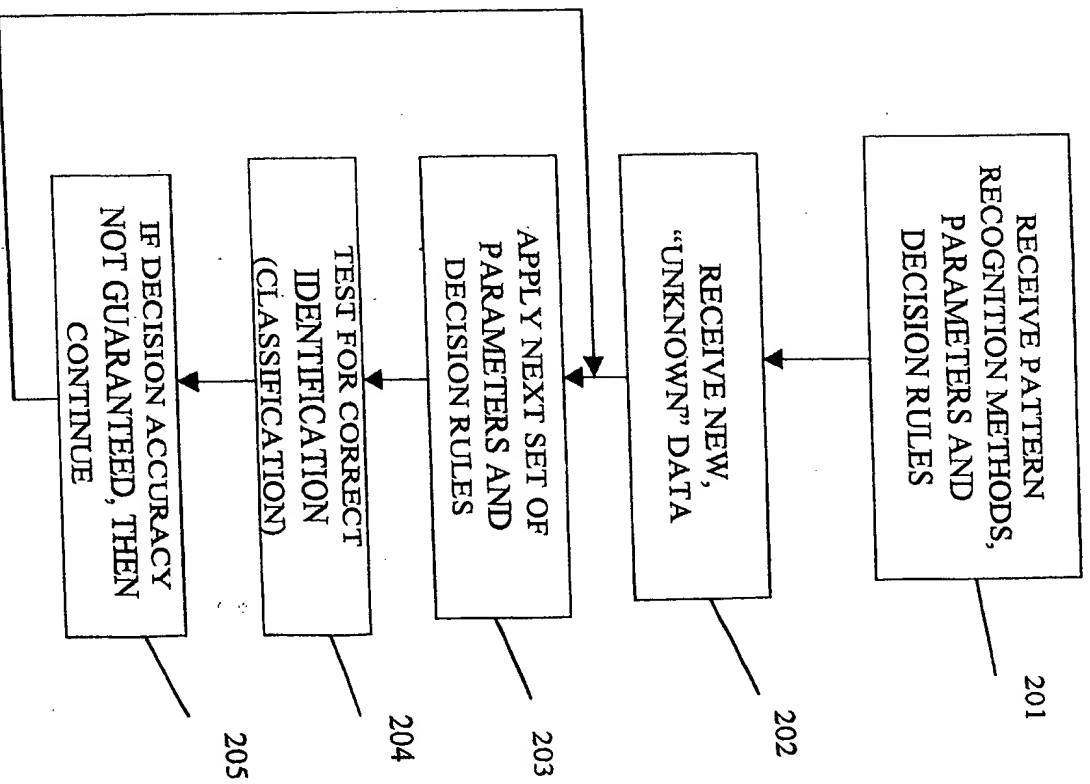 RECEIVE PATTERN
RECOGNITION METHODS,
PARAMETERS AND
DECISION RULES
201
RECEIVE NEW,
“UNKNOWN” DATA
202
APPLY NEXT SET OF
PARAMETERS AND
DECISION RULES
203
TEST FOR CORRECT
IDENTIFICATION
(CLASSIFICATION)
204
IF DECISION ACCURACY
NOT GUARANTEED, THEN
CONTINUE
205